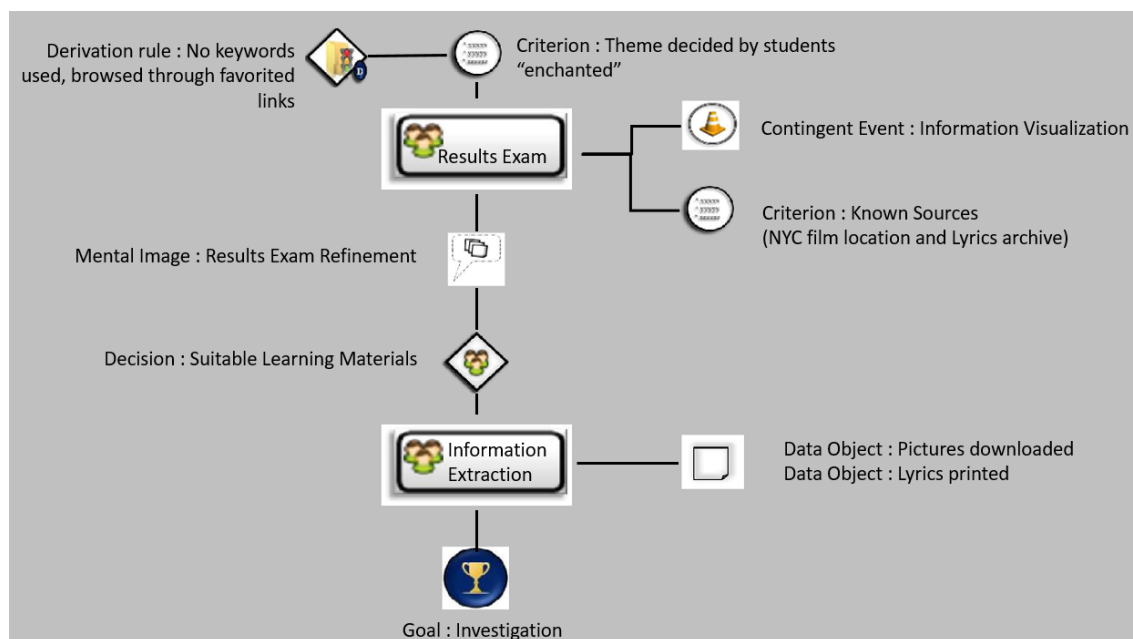 Derivation rule : No keywords
used, browsed through favorited
links
D
Criterion : Theme decided by students
“enchanted”
Results Exam
Contingent Event : Information Visualization
Criterion : Known Sources
(NYC film location and Lyrics archive)
Mental Image : Results Exam Refinement
Decision : Suitable Learning Materials
Information
Extraction
Data Object : Pictures downloaded
Data Object : Lyrics printed
Goal : Investigation